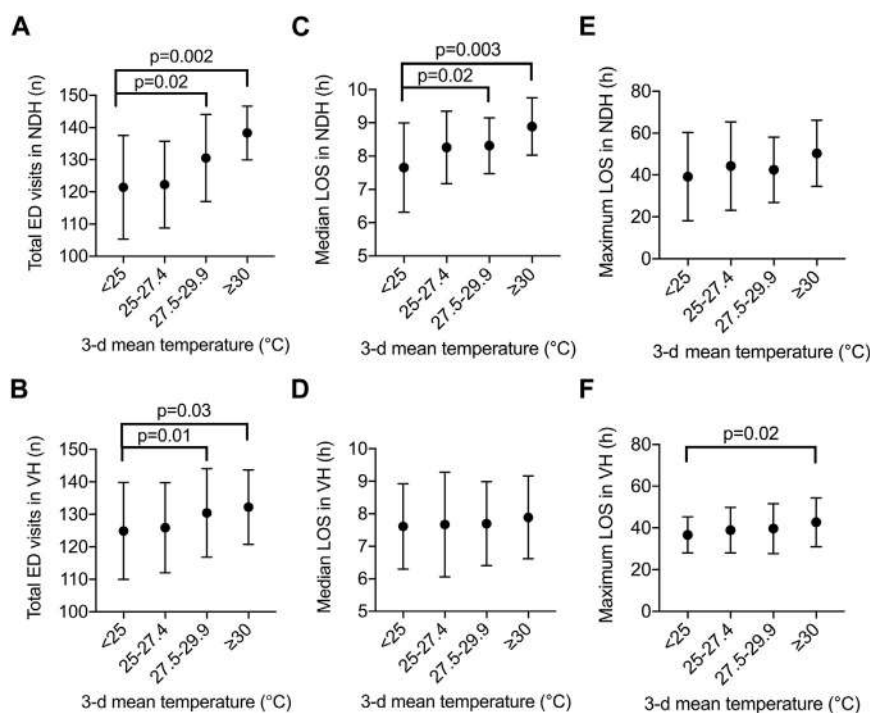 A
Total ED visits in NDH (n)
p=0.002
p=0.02
150
140
130
120
110
100
<25
25-27.4
27.5-29.9
≥30
3-d mean temperature (°C)
C
Median LOS in NDH (h)
p=0.003
p=0.02
10
9
8
7
6
5
<25
25-27.4
27.5-29.9
≥30
3-d mean temperature (°C)
E
Maximum LOS in NDH (h)
80
60
40
20
0
<25
25-27.4
27.5-29.9
≥30
3-d mean temperature (°C)
B
Total ED visits in VH (n)
p=0.03
p=0.01
150
140
130
120
110
100
<25
25-27.4
27.5-29.9
≥30
3-d mean temperature (°C)
D
Median LOS in VH (h)
10
9
8
7
6
5
<25
25-27.4
27.5-29.9
≥30
3-d mean temperature (°C)
F
Maximum LOS in VH (h)
p=0.02
80
60
40
20
0
<25
25-27.4
27.5-29.9
≥30
3-d mean temperature (°C)